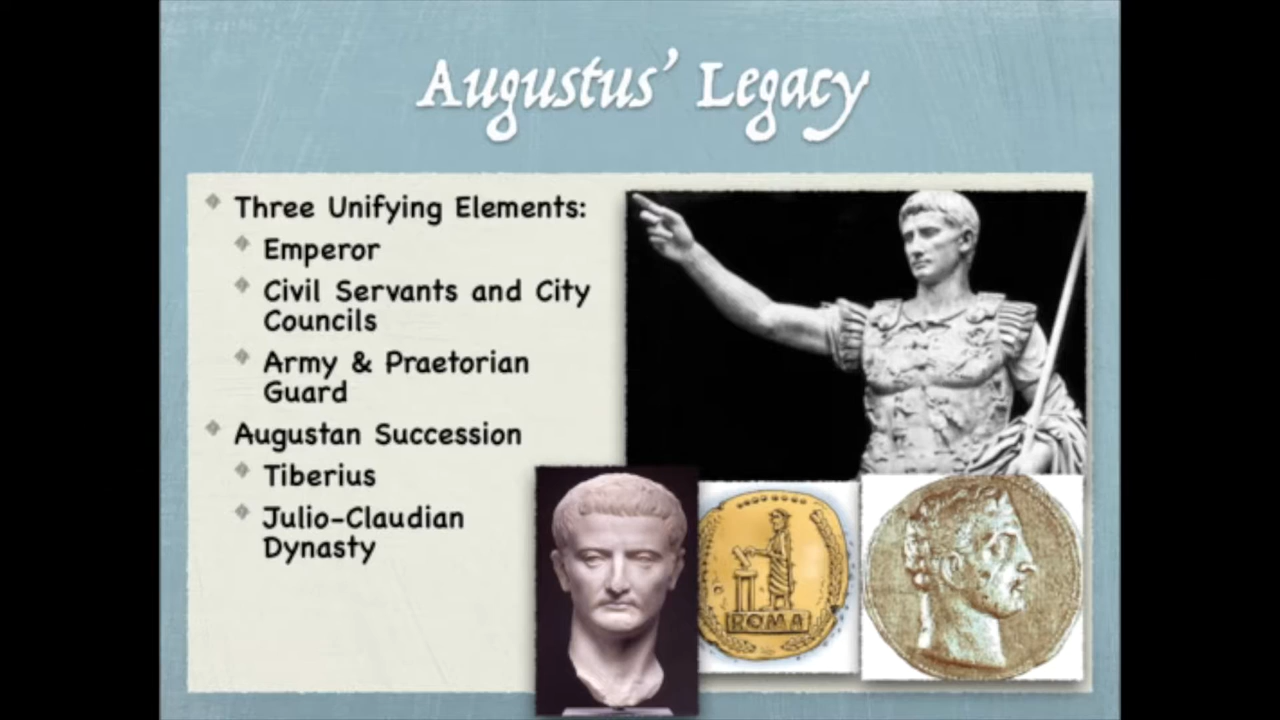 Augustus' Legacy
Three Unifying Elements:
Emperor
Civil Servants and City
Councils
Army & Praetorian
Guard
Augustan Succession
Tiberius
Julio-Claudian
Dynasty
ROMA